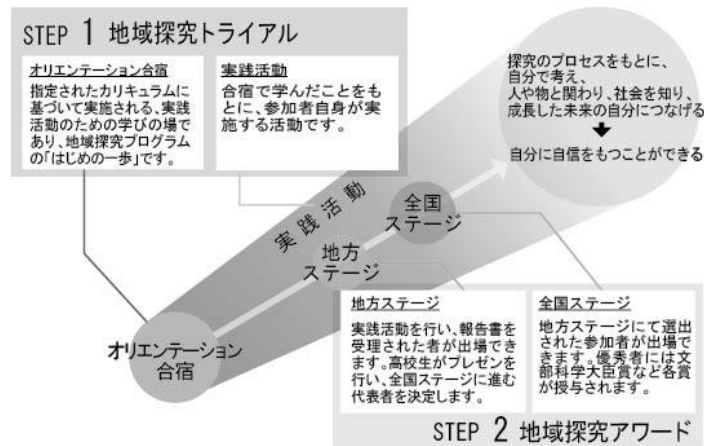 STEP 1 地域探究トライアル
オリエンテーション合宿
指定されたカリキュラムに
基づいて実施される、実践
活動のための学びの場で
あり、地域探究プログラム
の「はじめの一歩」です。
実践活動
合宿で学んだことをも
とに、参加者自身が実
施する活動です。
探究のプロセスをもとに、
自分で考え、
人や物と関わり、社会を知り、
成長した未来の自分につなげる
自分に自信をもつことができる
実践活動
全国
ステージ
地方
ステージ
オリエンテーション
合宿
地方ステージ
実践活動を行い、報告書を
受理された者が出場でき
ます。高校生がプレゼンを
行い、全国ステージに進む
代表者を決定します。
全国ステージ
地方ステージにて選出
された参加者が出場で
きます。優秀者には文
部科学大臣賞など各賞
が授与されます。
STEP 2 地域探究アワード